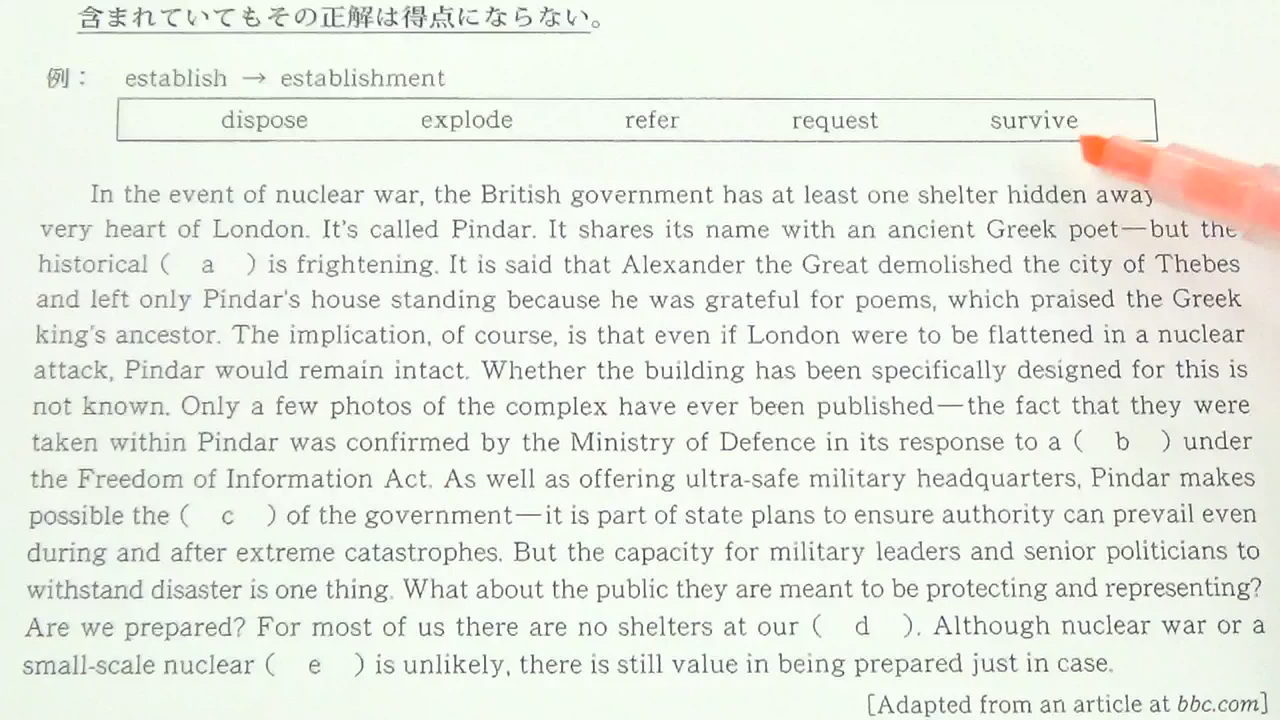 含まれていてもその正解は得点にならない。
例： establish → establishment
dispose explode refer request survive
In the event of nuclear war, the British government has at least one shelter hidden away
very heart of London. It's called Pindar. It shares its name with an ancient Greek poet—but the
historical ( a ) is frightening. It is said that Alexander the Great demolished the city of Thebes
and left only Pindar's house standing because he was grateful for poems, which praised the Greek
king's ancestor. The implication, of course, is that even if London were to be flattened in a nuclear
attack, Pindar would remain intact. Whether the building has been specifically designed for this is
not known. Only a few photos of the complex have ever been published—the fact that they were
taken within Pindar was confirmed by the Ministry of Defence in its response to a ( b ) under
the Freedom of Information Act. As well as offering ultra-safe military headquarters, Pindar makes
possible the ( c ) of the government—it is part of state plans to ensure authority can prevail even
during and after extreme catastrophes. But the capacity for military leaders and senior politicians to
withstand disaster is one thing. What about the public they are meant to be protecting and representing?
Are we prepared? For most of us there are no shelters at our ( d ). Although nuclear war or a
small-scale nuclear ( e ) is unlikely, there is still value in being prepared just in case.
[Adapted from an article at bbc.com]